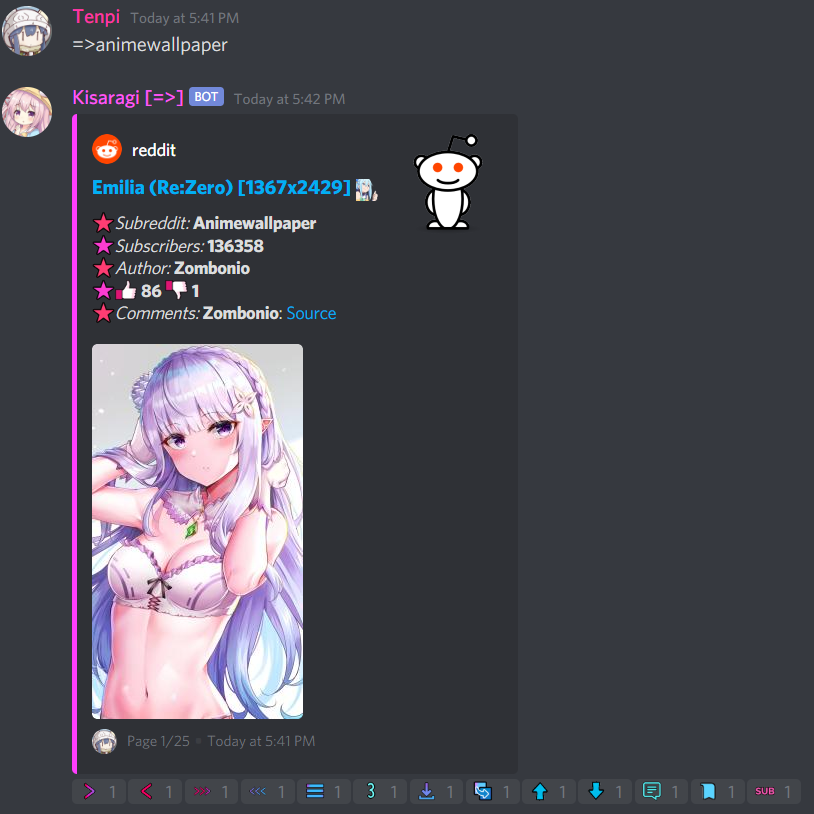 Tenpi Today at 5:41 PM
=>animewallpaper
Kisaragi [=>] BOT Today at 5:42 PM
reddit
Emilia (Re:Zero) [1367x2429]
Subreddit: Animewallpaper
Subscribers: 136358
Author: Zombonio
86 1
Comments: Zombonio: Source
Page 1/25 • Today at 5:41 PM
> 1 < 1 >>> 1 <<< 1 1 3 1 1 1 1 1 1 1 SUB 1